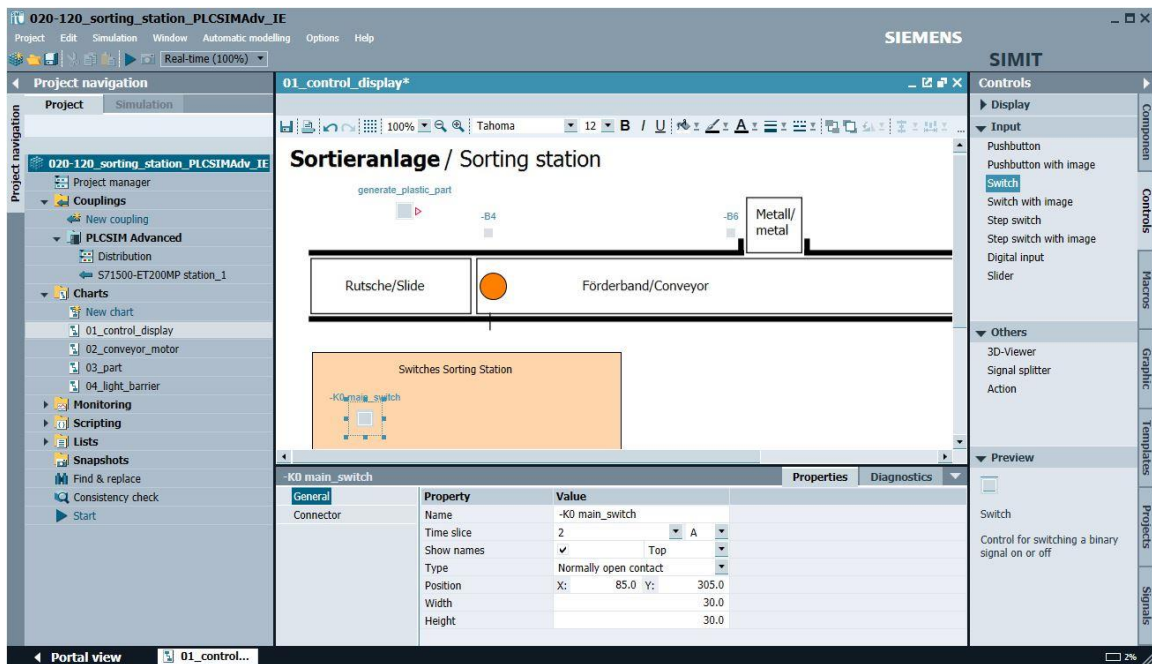 020-120_sorting_station_PLCSIMAdv_IE
Project Edit Simulation Window Automatic modelling Options Help
SIEMENS
SIMIT
Real-time (100%)
Project navigation
Project navigation
Project Simulation
020-120_sorting_station_PLCSIMAdv_IE
Project manager
Couplings
New coupling
PLCSIM Advanced
Distribution
S71500-ET200MP station_1
Charts
New chart
01_control_display
02_conveyor_motor
03_part
04_light_barrier
Monitoring
Scripting
Lists
Snapshots
Find & replace
Consistency check
Start
01_control_display*
100% Tahoma 12 B I U A
Sortieranlage / Sorting station
generate_plastic_part
-B4
-B6
Metall/
metal
Rutsche/Slide
Förderband/Conveyor
Switches Sorting Station
-K0 main_switch
-K0 main_switch
Properties Diagnostics
General
Connector
Property Value
Name -K0 main_switch
Time slice 2 A
Show names Top
Type Normally open contact
Position X: 85.0 Y: 305.0
Width 30.0
Height 30.0
Controls
Display
Input
Pushbutton
Pushbutton with image
Switch
Switch with image
Step switch
Step switch with image
Digital input
Slider
Others
3D-Viewer
Signal splitter
Action
Preview
Switch
Control for switching a binary
signal on or off
Componen
Controls
Macros
Graphic
Templates
Projects
Signals
Portal view
01_control...
2%